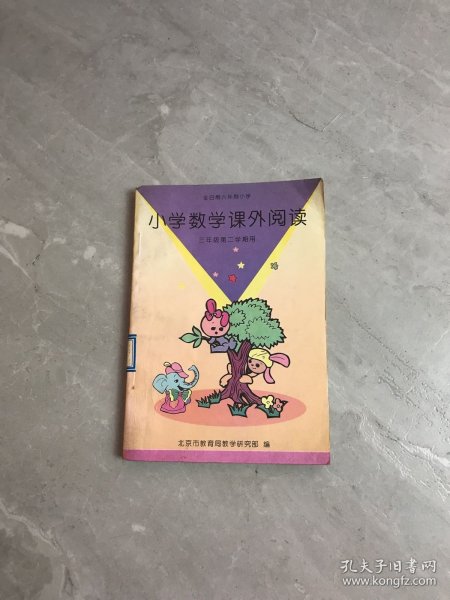 全日制六年制小学
小学数学课外阅读
三年级第二学期用
北京市教育局教学研究部 编
孔夫子旧书网
www.kongfz.com